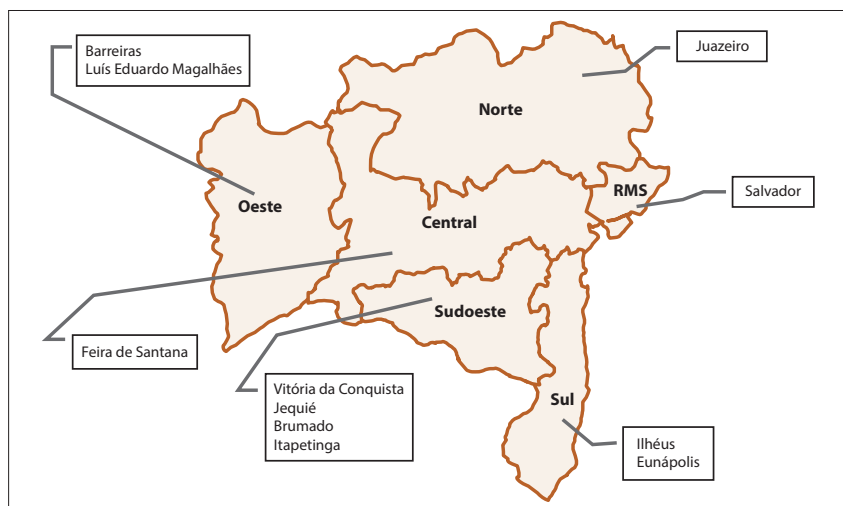 Barreiras
Luís Eduardo Magalhães
Juazeiro
Norte
RMS
Salvador
Oeste
Central
Sudoeste
Feira de Santana
Vitória da Conquista
Jequié
Brumado
Itapetinga
Sul
Ilhéus
Eunápolis